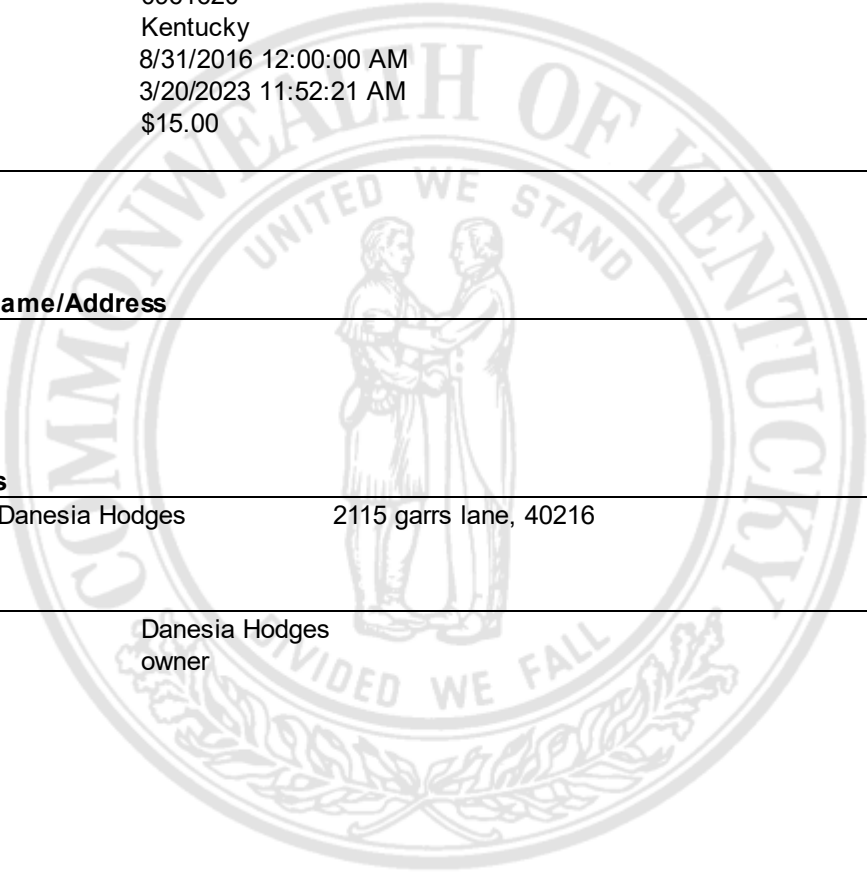 Kentucky
8/31/2016 12:00:00 AM
3/20/2023 11:52:21 AM
$15.00
COMMONWEALTH OF KENTUCKY
UNITED WE STAND
ame/Address
s
Danesia Hodges 2115 garrs lane, 40216
Danesia Hodges
owner
DIVIDED WE FALL